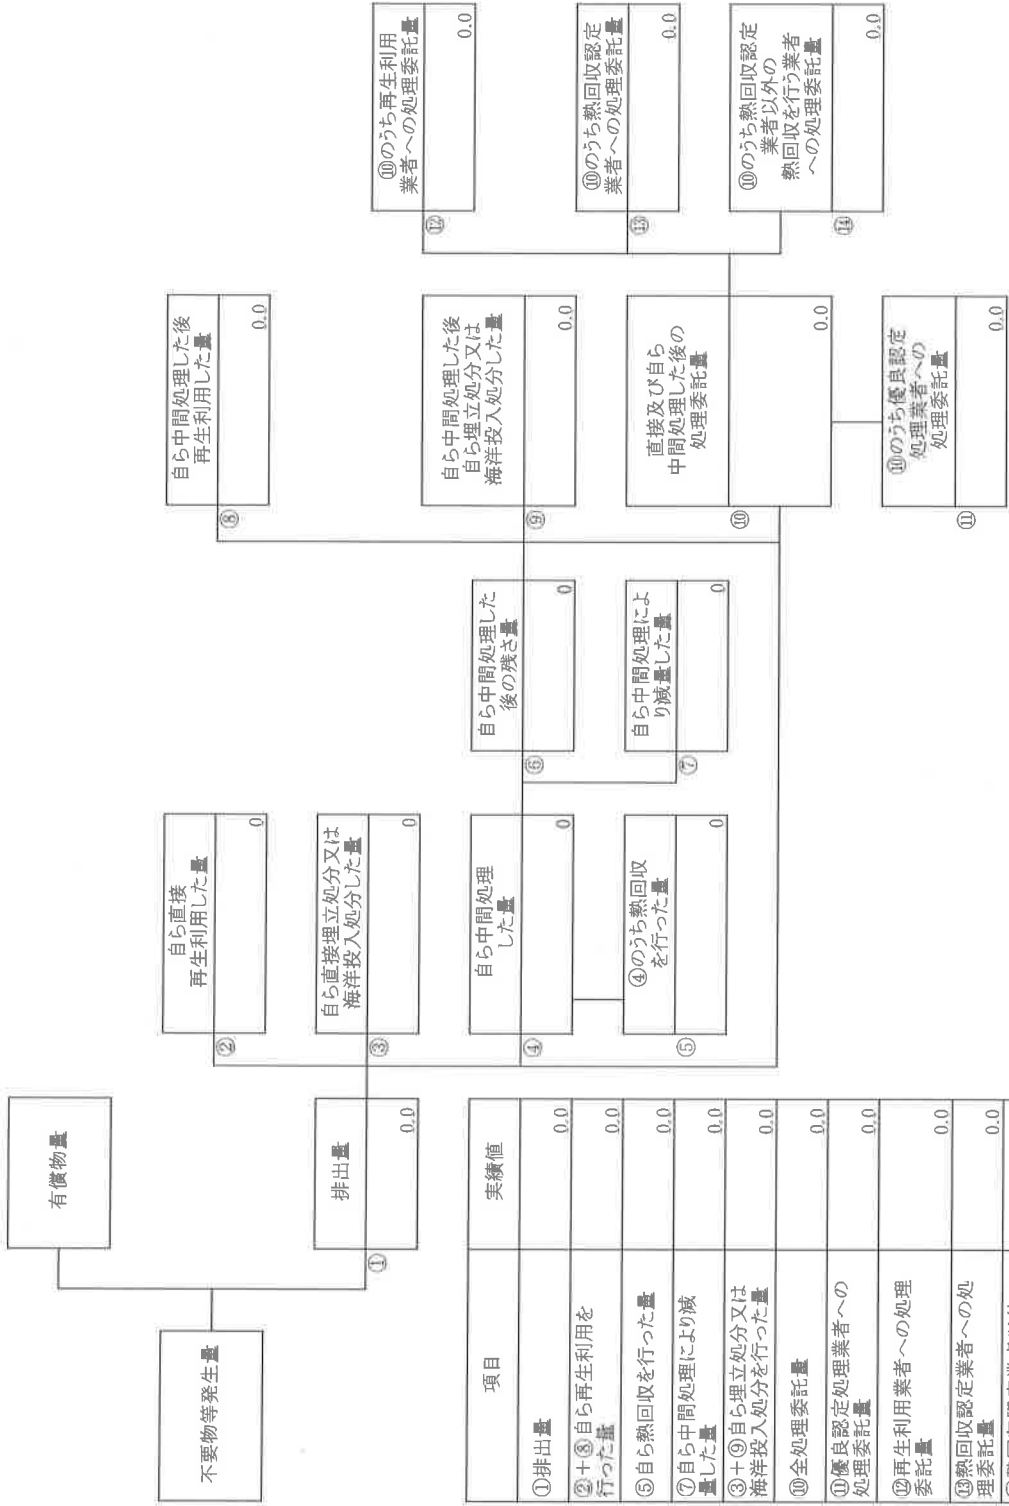 有償物量
不要物等発生量
排出量
①
0.0
自ら直接
再生利用した量
②
0
自ら直接埋立処分又は
海洋投入処分した量
③
0
自ら中間処理
した量
④
0
④のうち熱回収
を行った量
⑤
0
自ら中間処理した
後の残さ量
⑥
0
自ら中間処理によ
り減量した量
⑦
0
自ら中間処理した後
再生利用した量
⑧
0.0
自ら中間処理した後
自ら埋立処分又は
海洋投入処分した量
⑨
0.0
直接及び自ら
中間処理した後の
処理委託量
⑩
0.0
⑩のうち優良認定
処理業者への
処理委託量
⑪
0.0
⑩のうち再生利用
業者への処理委託量
⑫
0.0
⑩のうち熱回収認定
業者への処理委託量
⑬
0.0
⑩のうち熱回収認定
業者以外の
熱回収を行う業者
への処理委託量
⑭
0.0
項目
実績値
①排出量
0.0
②+⑧自ら再生利用を
行った量
0.0
⑤自ら熱回収を行った量
0.0
⑦自ら中間処理により減
量した量
0.0
③+⑨自ら埋立処分又は
海洋投入処分を行った量
0.0
⑩全処理委託量
0.0
⑪優良認定処理業者への
処理委託量
0.0
⑫再生利用業者への処理
委託量
0.0
⑬熱回収認定業者への処
理委託量
0.0